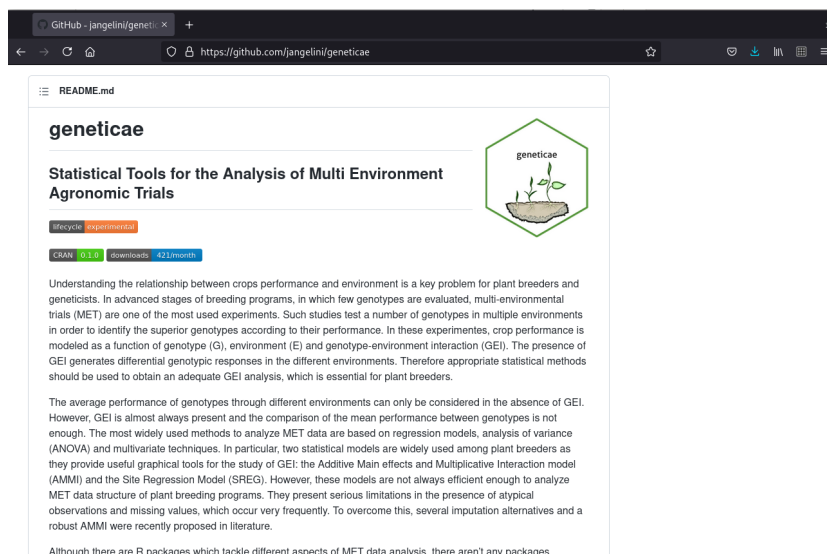 GitHub - jangelini/genetic
https://github.com/jangelini/geneticae
README.md
geneticae
geneticae
Statistical Tools for the Analysis of Multi Environment
Agronomic Trials
lifecycle experimental
CRAN 0.1.0 downloads 421/month
Understanding the relationship between crops performance and environment is a key problem for plant breeders and
geneticists. In advanced stages of breeding programs, in which few genotypes are evaluated, multi-environmental
trials (MET) are one of the most used experiments. Such studies test a number of genotypes in multiple environments
in order to identify the superior genotypes according to their performance. In these experimentes, crop performance is
modeled as a function of genotype (G), environment (E) and genotype-environment interaction (GEI). The presence of
GEI generates differential genotypic responses in the different environments. Therefore appropriate statistical methods
should be used to obtain an adequate GEI analysis, which is essential for plant breeders.
The average performance of genotypes through different environments can only be considered in the absence of GEI.
However, GEI is almost always present and the comparison of the mean performance between genotypes is not
enough. The most widely used methods to analyze MET data are based on regression models, analysis of variance
(ANOVA) and multivariate techniques. In particular, two statistical models are widely used among plant breeders as
they provide useful graphical tools for the study of GEI: the Additive Main effects and Multiplicative Interaction model
(AMMI) and the Site Regression Model (SREG). However, these models are not always efficient enough to analyze
MET data structure of plant breeding programs. They present serious limitations in the presence of atypical
observations and missing values, which occur very frequently. To overcome this, several imputation alternatives and a
robust AMMI were recently proposed in literature.
Although there are R packages which tackle different aspects of MET data analysis, there aren't any packages